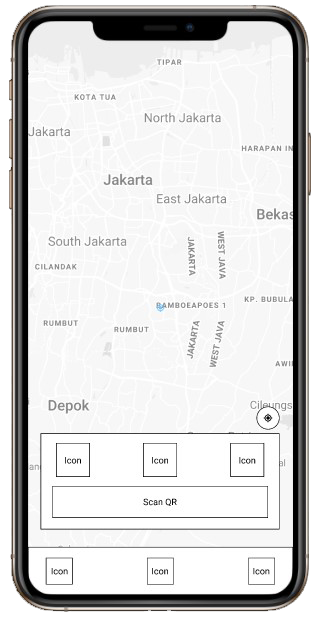 TIPAR
KOTA TUA
North Jakarta
Jakarta
HARAPAN IN
Jakarta
East Jakarta
Bekas
South Jakarta
JAKARTA
WEST JAVA
CILANDAK
BAMBOEAPOES 1
KP. BUBULA
RUMBUT
RUMBUT
JAKARTA
WEST JAVA
AWI
Depok
Cileungs
Icon
Icon
Icon
Scan QR
Icon
Icon
Icon